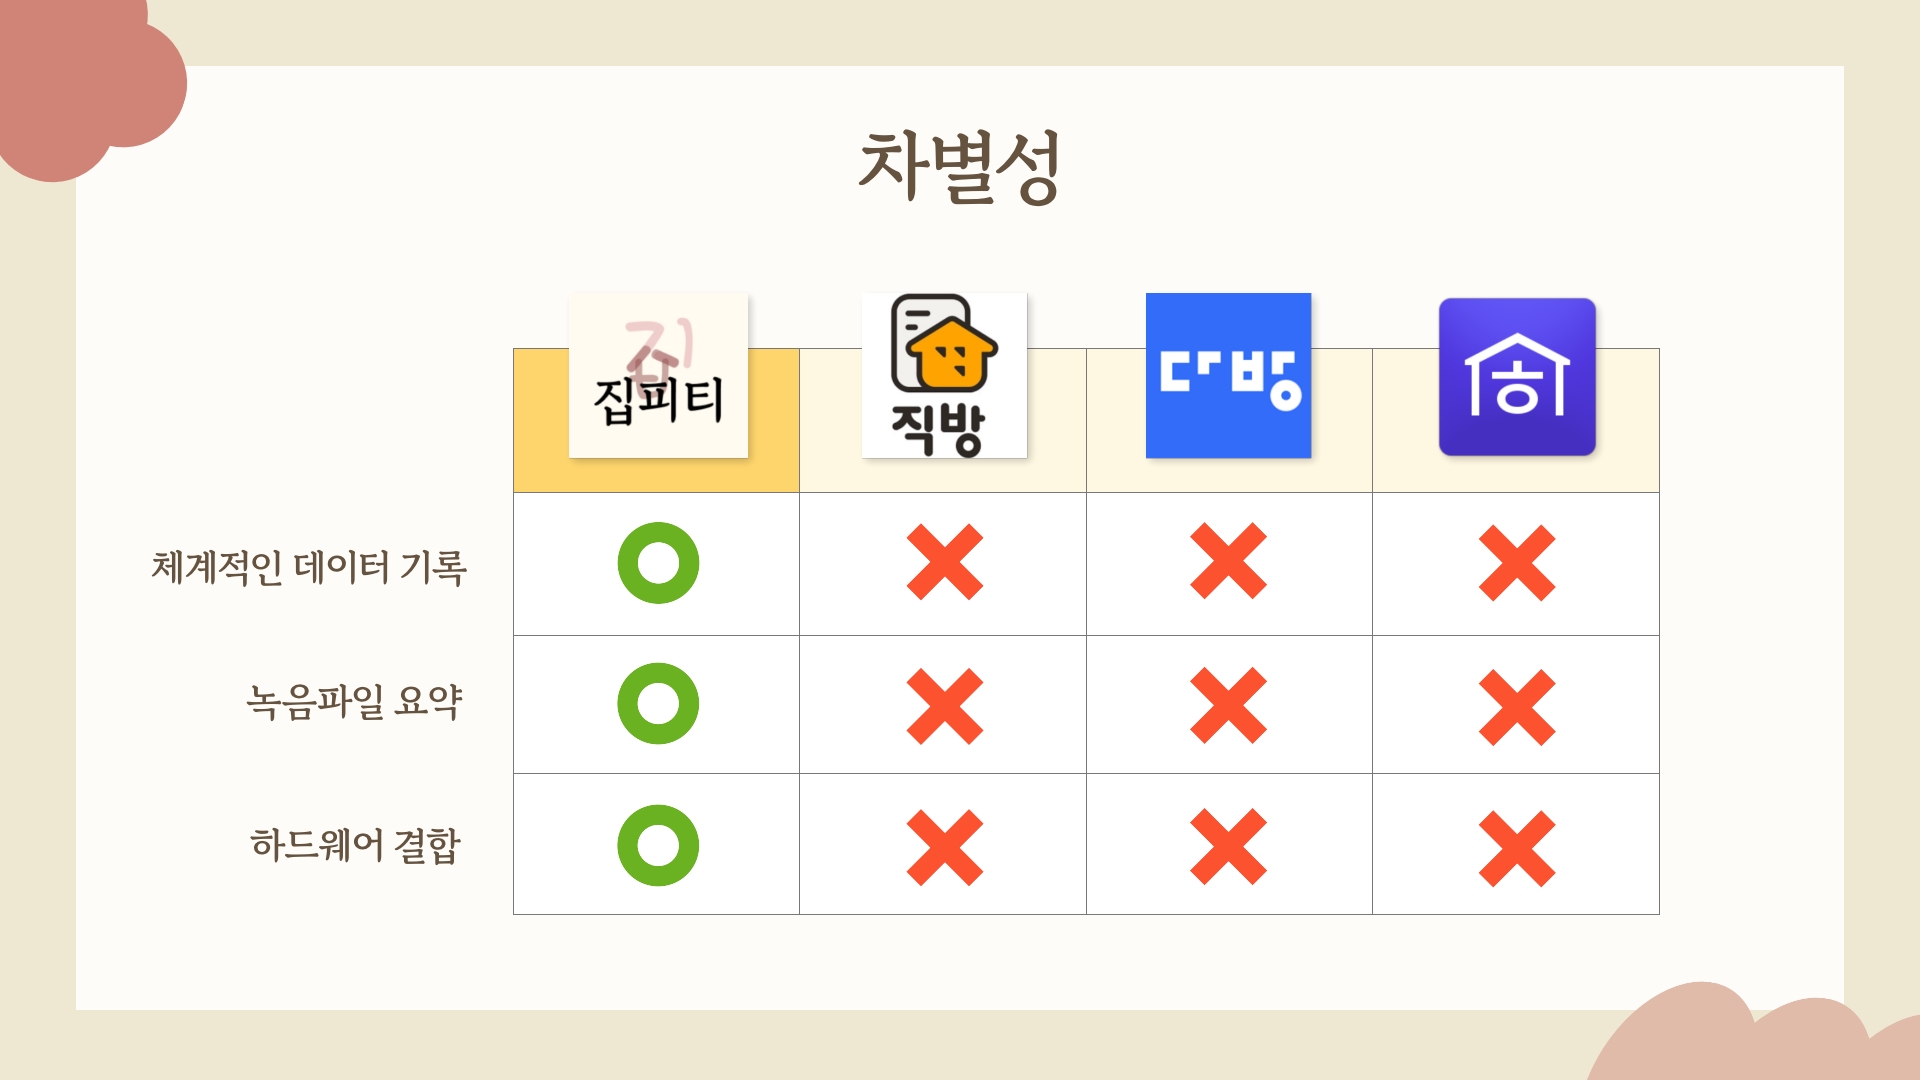 차별성
집
집피티
직방
다방
홈
체계적인 데이터 기록
녹음파일 요약
하드웨어 결합